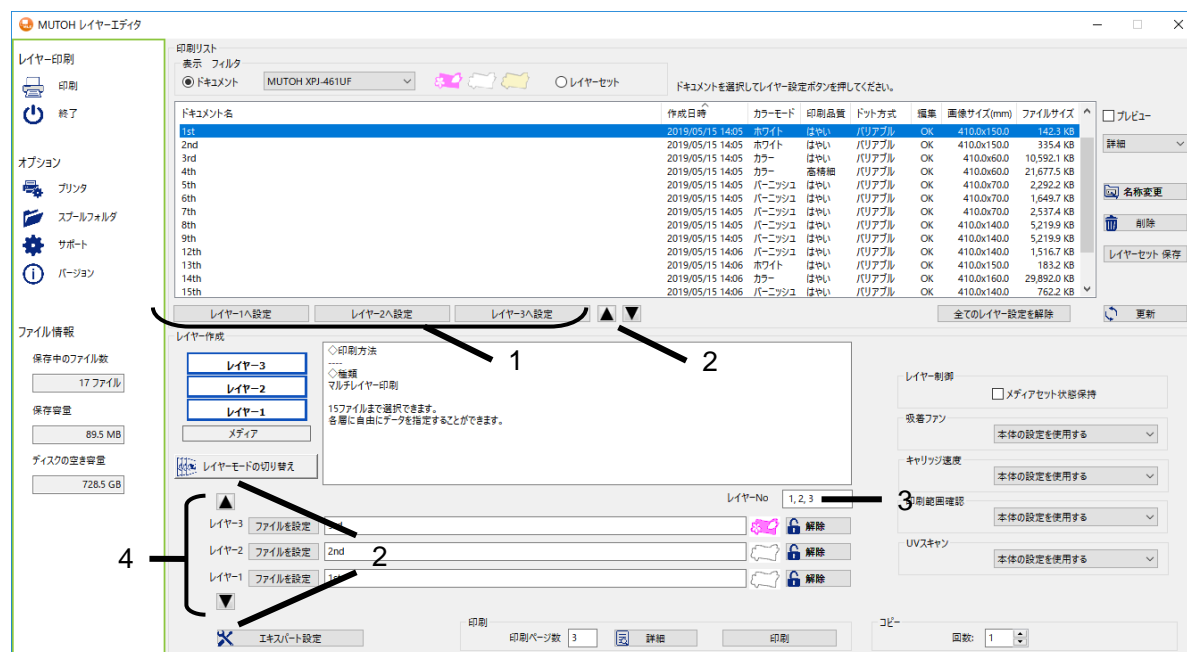 MUTOH レイヤーエディタ
レイヤー印刷
印刷
終了
オプション
プリンタ
スプールフォルダ
サポート
バージョン
ファイル情報
保存中のファイル数
17 ファイル
保存容量
89.5 MB
ディスクの空き容量
728.5 GB
印刷リスト
表示 フィルタ
ドキュメント MUTOH XPJ-461UF レイヤーセット
ドキュメントを選択してレイヤー設定ボタンを押してください。
ドキュメント名 作成日時 カラーモード 印刷品質 ドット方式 編集 画像サイズ(mm) ファイルサイズ
1st 2019/05/15 14:05 ホワイト はやい バリアブル OK 410.0x150.0 142.3 KB
2nd 2019/05/15 14:05 ホワイト はやい バリアブル OK 410.0x150.0 335.4 KB
3rd 2019/05/15 14:05 カラー はやい バリアブル OK 410.0x60.0 10,592.1 KB
4th 2019/05/15 14:05 カラー 高精細 バリアブル OK 410.0x60.0 21,677.5 KB
5th 2019/05/15 14:05 バーニッシュ はやい バリアブル OK 410.0x70.0 2,292.2 KB
6th 2019/05/15 14:05 バーニッシュ はやい バリアブル OK 410.0x70.0 1,649.7 KB
7th 2019/05/15 14:05 バーニッシュ はやい バリアブル OK 410.0x70.0 2,537.4 KB
8th 2019/05/15 14:05 バーニッシュ はやい バリアブル OK 410.0x140.0 5,219.9 KB
9th 2019/05/15 14:05 バーニッシュ はやい バリアブル OK 410.0x140.0 5,219.9 KB
12th 2019/05/15 14:06 バーニッシュ はやい バリアブル OK 410.0x140.0 1,516.7 KB
13th 2019/05/15 14:06 ホワイト はやい バリアブル OK 410.0x150.0 183.2 KB
14th 2019/05/15 14:06 カラー はやい バリアブル OK 410.0x160.0 29,892.0 KB
15th 2019/05/15 14:06 バーニッシュ はやい バリアブル OK 410.0x140.0 762.2 KB
プレビュー
詳細
名称変更
削除
レイヤーセット 保存
レイヤー1へ設定 レイヤー2へ設定 レイヤー3へ設定 ▲ ▼ 全てのレイヤー設定を解除 更新
1
2
レイヤー作成
レイヤー3
レイヤー2
レイヤー1
メディア
レイヤーモードの切り替え
◇印刷方法
----
◇種類
マルチレイヤー印刷
15ファイルまで選択できます。
各層に自由にデータを指定することができます。
レイヤーNo 1, 2, 3
3
▲
レイヤー3 ファイルを設定 解除
レイヤー2 ファイルを設定 2nd 解除
レイヤー1 ファイルを設定 1st 解除
▼
4
2
エキスパート設定
印刷
印刷ページ数 3 詳細 印刷
レイヤー制御
メディアセット状態保持
吸着ファン
本体の設定を使用する
キャリッジ速度
本体の設定を使用する
印刷範囲確認
本体の設定を使用する
UVスキャン
本体の設定を使用する
コピー
回数: 1